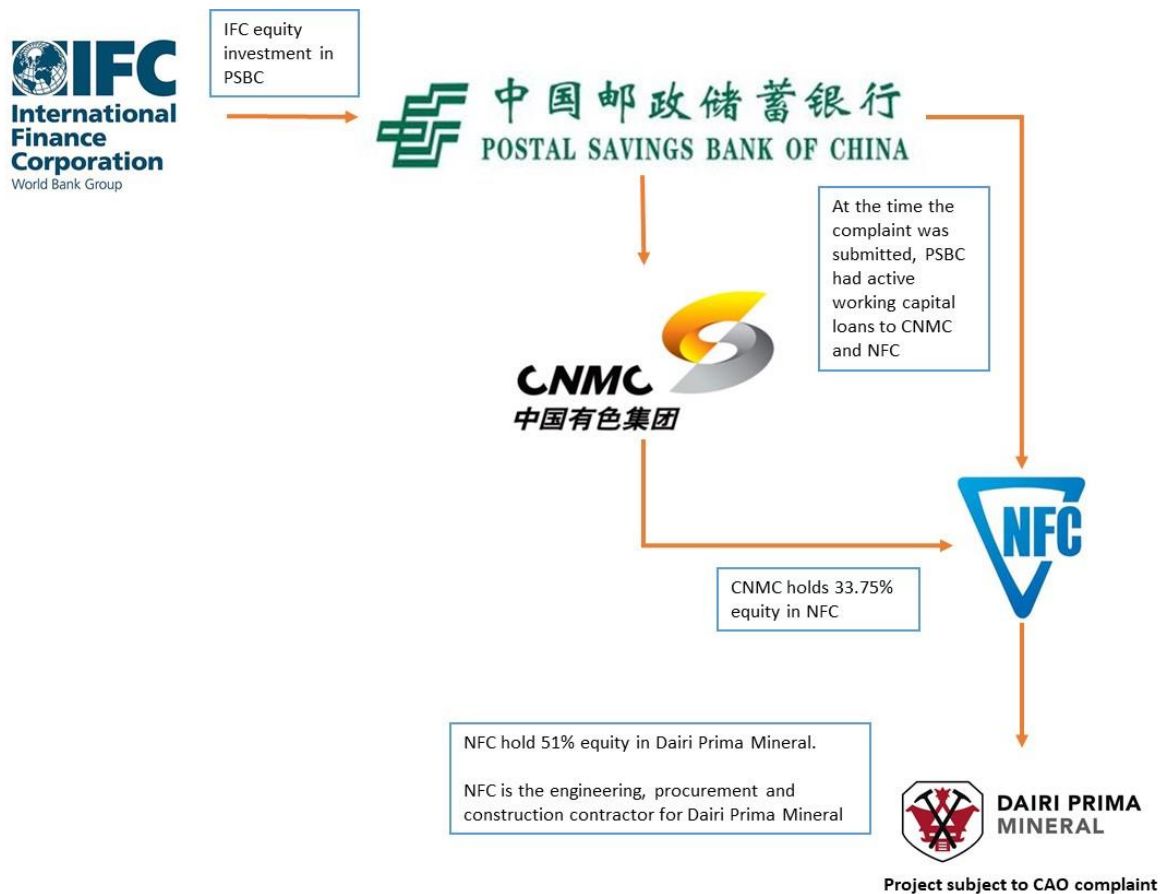 IFC
International
Finance
Corporation
World Bank Group
IFC equity
investment in
PSBC
中国邮政储蓄银行
POSTAL SAVINGS BANK OF CHINA
At the time the
complaint was
submitted, PSBC
had active
working capital
loans to CNMC
and NFC
CNMC
中国有色集团
NFC
CNMC holds 33.75%
equity in NFC
NFC hold 51% equity in Dairi Prima Mineral.
NFC is the engineering, procurement and
construction contractor for Dairi Prima Mineral
DAIRI PRIMA
MINERAL
Project subject to CAO complaint